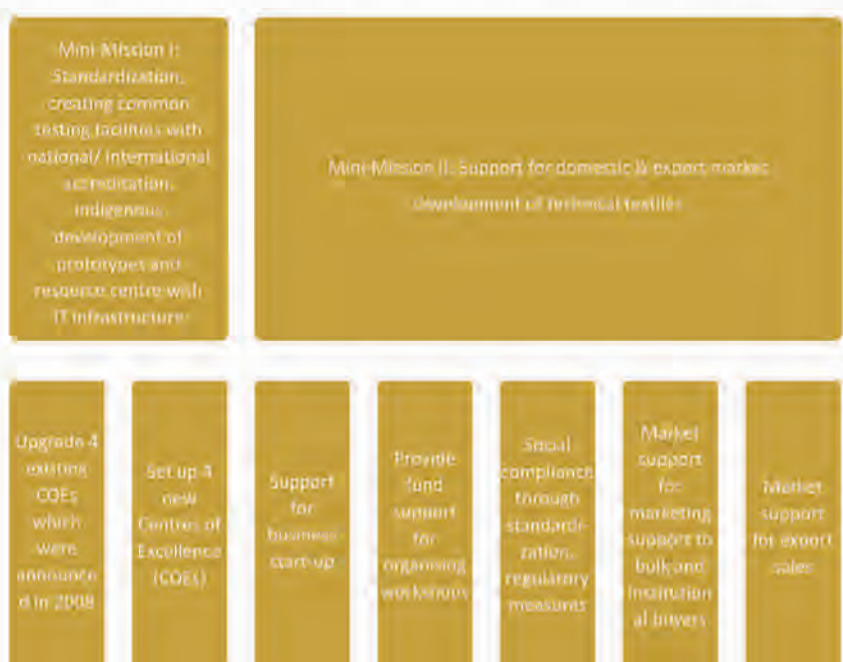 Mini-Mission I:
Standardization,
creating common
testing facilities with
national/ international
accreditation,
indigenous
development of
prototypes and
resource centre with
IT infrastructure
Mini-Mission II: Support for domestic & export market
development of technical textiles
Upgrade 4
existing
COEs
which
were
announce
d in 2008
Set up 4
new
Centres of
Excellence
(COEs)
Support
for
business
start-up
Provide
fund
support
for
organising
workshops
Social
compliance
through
standardi-
zation,
regulatory
measures
Market
support
for
marketing
support to
bulk and
institution
al buyers
Market
support
for export
sales